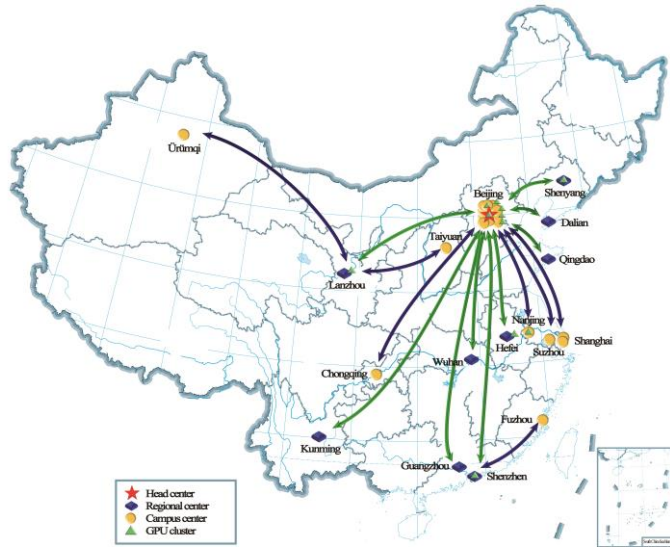 Ürümqi
Beijing
Shenyang
Dalian
Taiyuan
Qingdao
Lanzhou
Nanjing
Shanghai
Hefei
Suzhou
Wuhan
Chongqing
Fuzhou
Kunming
Guangzhou
Shenzhen
Head center
Regional center
Campus center
GPU cluster